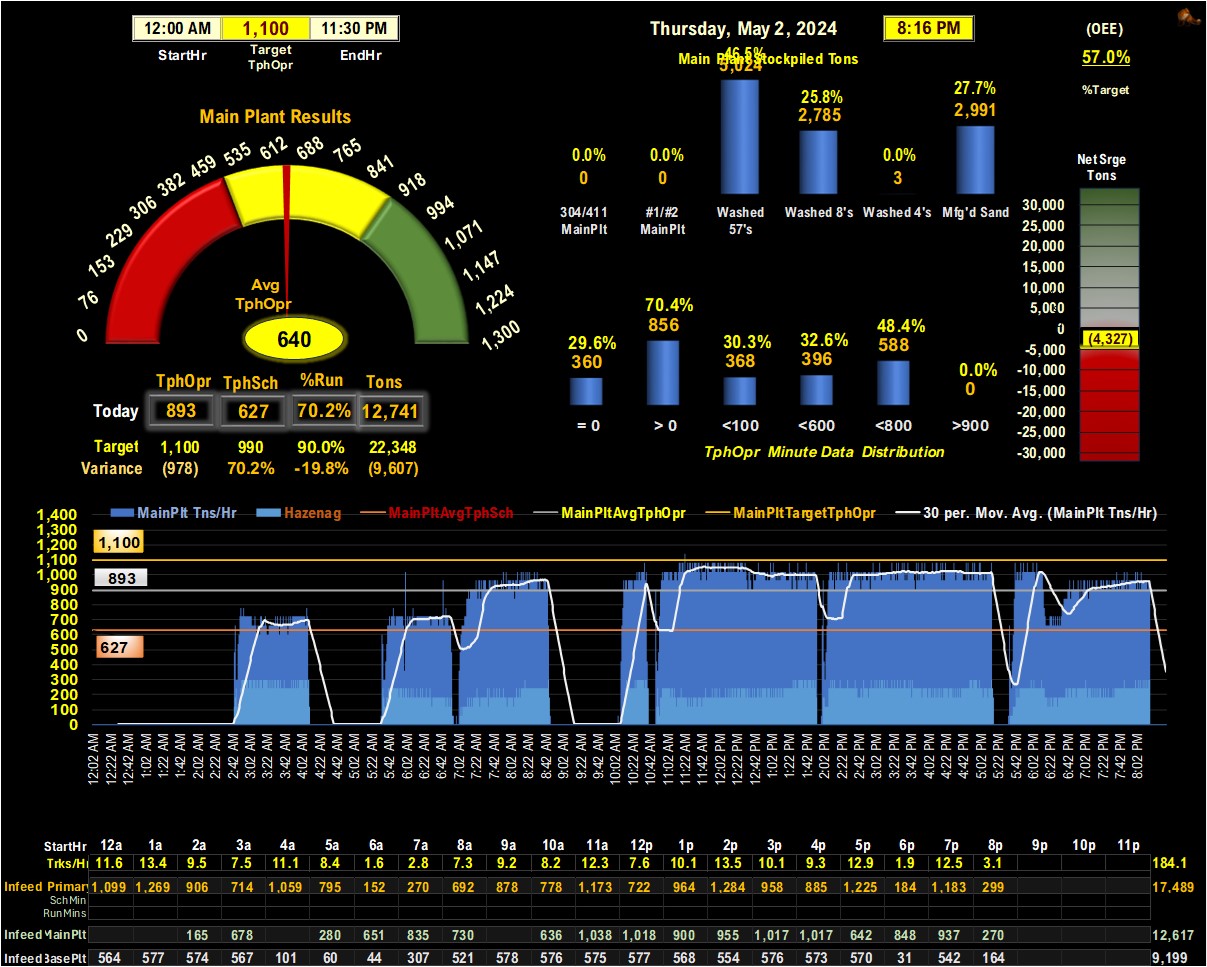 12:00 AM 1,100 11:30 PM
StartHr Target TphOpr EndHr
Thursday, May 2, 2024 8:16 PM
(OEE)
57.0%
%Target
Main Plant Stockpiled Tons
46.5% 25.8% 27.7%
5,024 2,785 2,991
0.0% 0.0% 0.0%
0 0 3
304/411 MainPlt #1/#2 MainPlt Washed 57's Washed 8's Washed 4's Mfg'd Sand
Main Plant Results
0 76 153 229 306 382 459 535 612 688 765 841 918 994 1,071 1,147 1,224 1,300
Avg
TphOpr
640
NetSrge
Tons
30,000
25,000
20,000
15,000
10,000
5,000
0
(4,327)
-5,000
-10,000
-15,000
-20,000
-25,000
-30,000
29.6% 70.4% 30.3% 32.6% 48.4% 0.0%
360 856 368 396 588 0
= 0 > 0 <100 <600 <800 >900
TphOpr Minute Data Distribution
TphOpr TphSch %Run Tons
Today 893 627 70.2% 12,741
Target 1,100 990 90.0% 22,348
Variance (978) 70.2% -19.8% (9,607)
MainPlt Tns/Hr Hazenag MainPltAvgTphSch MainPltAvgTphOpr MainPltTargetTphOpr 30 per. Mov. Avg. (MainPlt Tns/Hr)
1,400
1,300
1,200
1,100
1,000
900
800
700
600
500
400
300
200
100
0
1,100
893
627
12:02 AM 12:22 AM 12:42 AM 1:02 AM 1:22 AM 1:42 AM 2:02 AM 2:22 AM 2:42 AM 3:02 AM 3:22 AM 3:42 AM 4:02 AM 4:22 AM 4:42 AM 5:02 AM 5:22 AM 5:42 AM 6:02 AM 6:22 AM 6:42 AM 7:02 AM 7:22 AM 7:42 AM 8:02 AM 8:22 AM 8:42 AM 9:02 AM 9:22 AM 9:42 AM 10:02 AM 10:22 AM 10:42 AM 11:02 AM 11:22 AM 11:42 AM 12:02 PM 12:22 PM 12:42 PM 1:02 PM 1:22 PM 1:42 PM 2:02 PM 2:22 PM 2:42 PM 3:02 PM 3:22 PM 3:42 PM 4:02 PM 4:22 PM 4:42 PM 5:02 PM 5:22 PM 5:42 PM 6:02 PM 6:22 PM 6:42 PM 7:02 PM 7:22 PM 7:42 PM 8:02 PM
StartHr 12a 1a 2a 3a 4a 5a 6a 7a 8a 9a 10a 11a 12p 1p 2p 3p 4p 5p 6p 7p 8p 9p 10p 11p
Trks/Hr 11.6 13.4 9.5 7.5 11.1 8.4 1.6 2.8 7.3 9.2 8.2 12.3 7.6 10.1 13.5 10.1 9.3 12.9 1.9 12.5 3.1 184.1
Infeed Primary 1,099 1,269 906 714 1,059 795 152 270 692 878 778 1,173 722 964 1,284 958 885 1,225 184 1,183 299 17,489
SchMin
RunMins
Infeed MainPlt 165 678 280 651 835 730 636 1,038 1,018 900 955 1,017 1,017 642 848 937 270 12,617
Infeed BasePlt 564 577 574 567 101 60 44 307 521 578 576 575 577 568 554 576 573 570 31 542 164 9,199